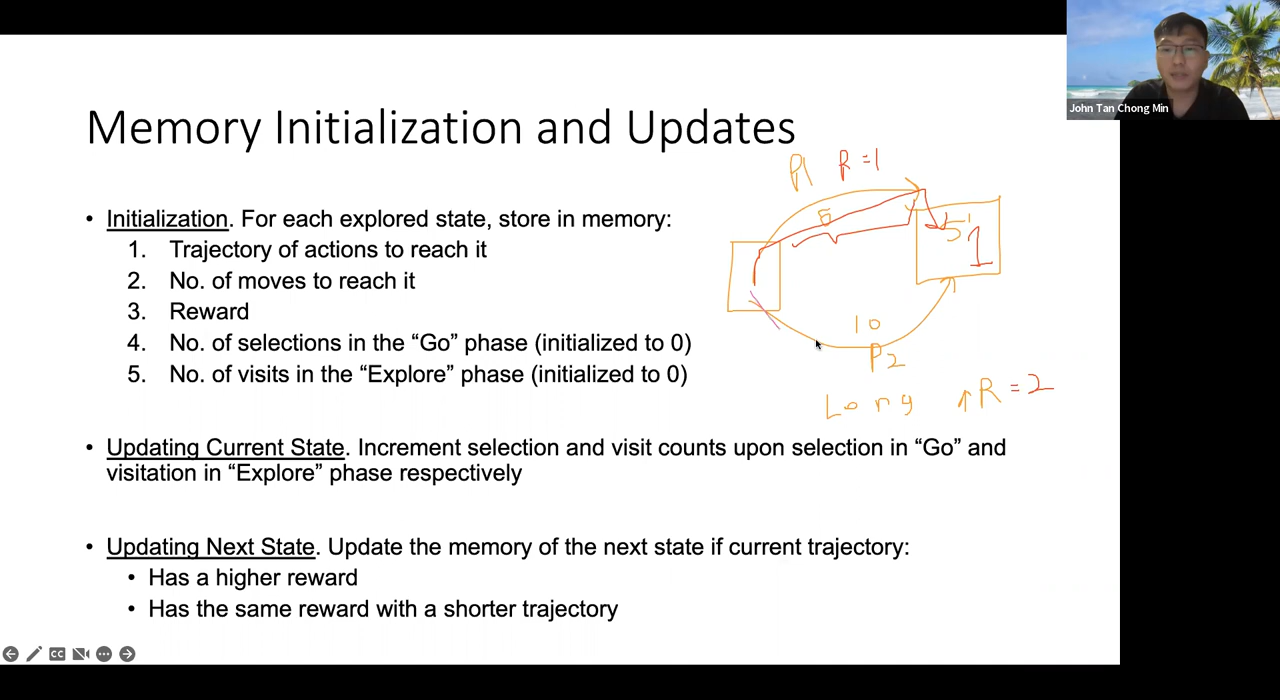 John Tan Chong Min
Memory Initialization and Updates
P1 R=1
• Initialization. For each explored state, store in memory:
1. Trajectory of actions to reach it
2. No. of moves to reach it
3. Reward
4. No. of selections in the “Go” phase (initialized to 0)
5. No. of visits in the “Explore” phase (initialized to 0)
5
1
10
P2
Long ↑R=2
• Updating Current State. Increment selection and visit counts upon selection in “Go” and
visitation in “Explore” phase respectively
• Updating Next State. Update the memory of the next state if current trajectory:
• Has a higher reward
• Has the same reward with a shorter trajectory
CC